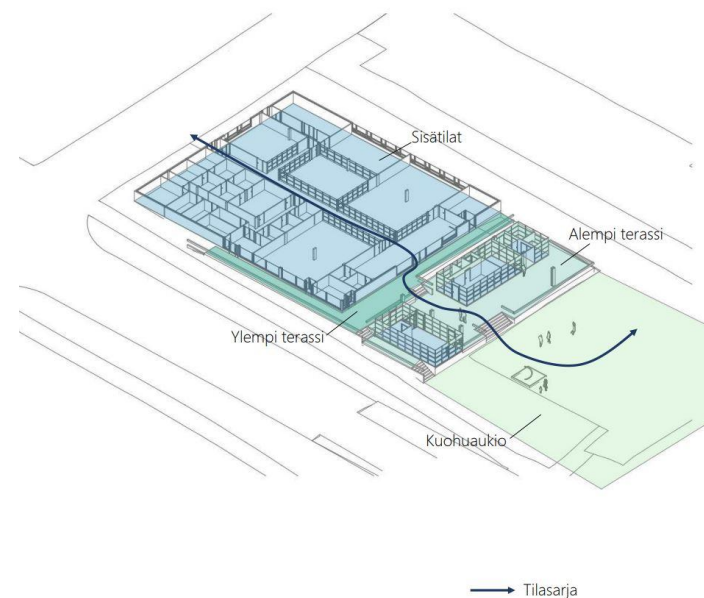 Sisätilat
Alempi terassi
Ylempi terassi
Kuohuaukio
Tilasarja